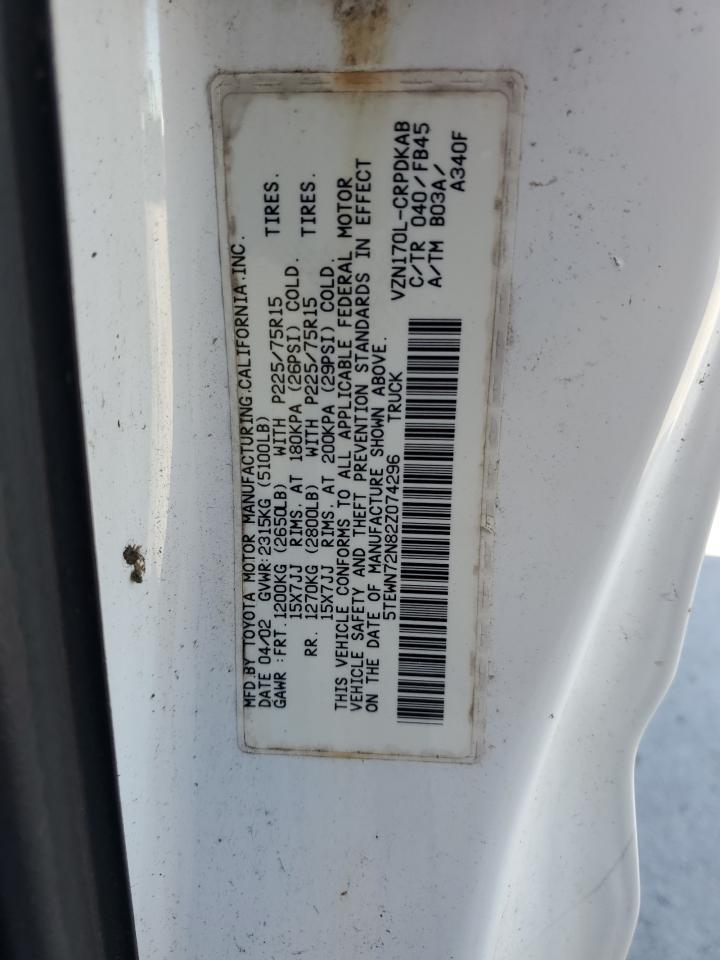 MFD.BY TOYOTA MOTOR MANUFACTURING.CALIFORNIA.INC.
DATE 04/02 GVWR:2315KG (5100LB)
GAWR :FRT.1200KG (2650LB) WITH P225/75R15 TIRES.
15X7JJ RIMS. AT 180KPA (26PSI) COLD.
RR. 1270KG (2800LB) WITH P225/75R15 TIRES.
15X7JJ RIMS. AT 200KPA (29PSI) COLD.
THIS VEHICLE CONFORMS TO ALL APPLICABLE FEDERAL MOTOR
VEHICLE SAFETY AND THEFT PREVENTION STANDARDS IN EFFECT
ON THE DATE OF MANUFACTURE SHOWN ABOVE.
5TEWN72N82Z074296 TRUCK
VZN170L-CRPDKAB
C/TR 040/FB45
A/TM B03A/
A340F